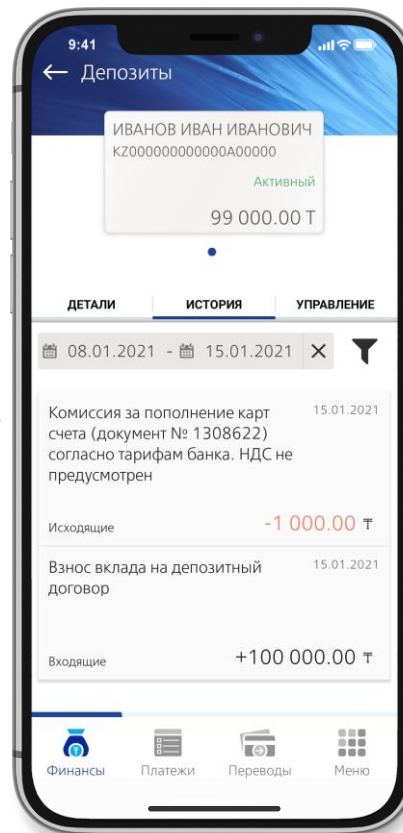 9:41
← Депозиты
ИВАНОВ ИВАН ИВАНОВИЧ
KZ000000000000A00000
Активный
99 000.00 T
ДЕТАЛИ ИСТОРИЯ УПРАВЛЕНИЕ
08.01.2021 - 15.01.2021 X
Комиссия за пополнение карт 15.01.2021
счета (документ № 1308622)
согласно тарифам банка. НДС не
предусмотрен
Исходящие -1 000.00 ₸
Взнос вклада на депозитный 15.01.2021
договор
Входящие +100 000.00 ₸
Финансы Платежи Переводы Меню